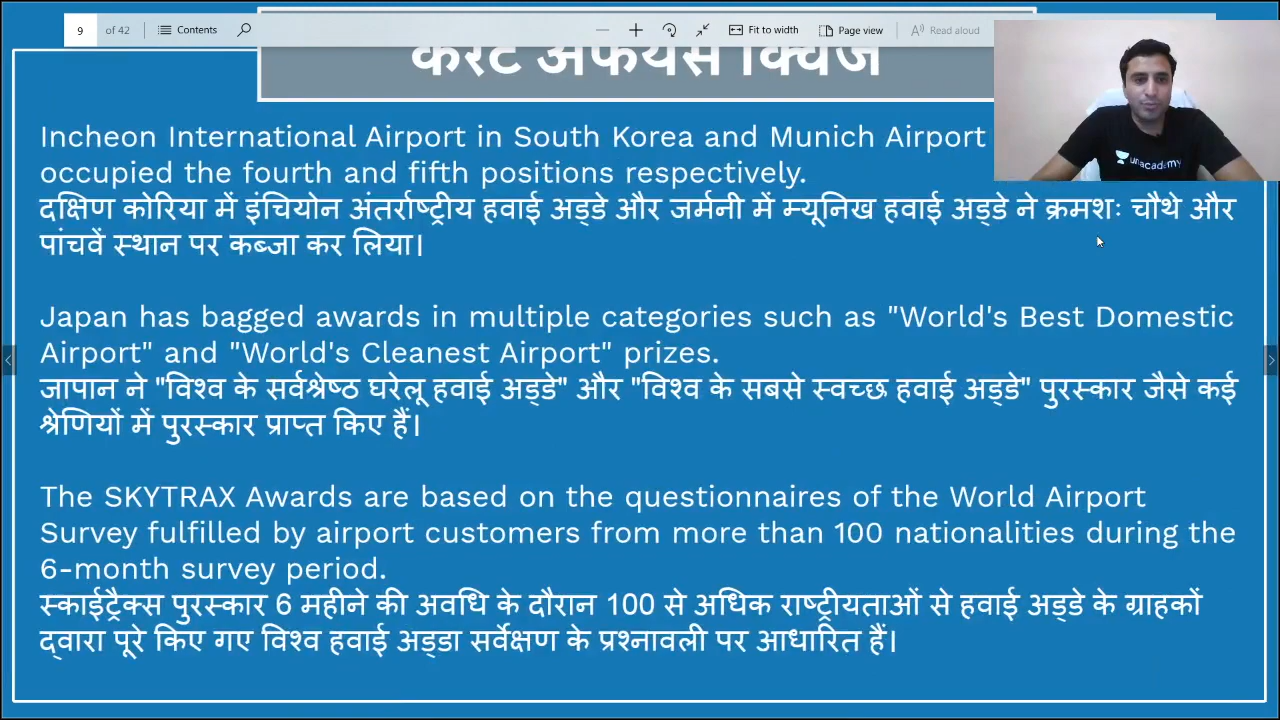 9 of 42 Contents Fit to width Page view Read aloud
करेंट अफेयर्स क्विज
Incheon International Airport in South Korea and Munich Airport
occupied the fourth and fifth positions respectively.
दक्षिण कोरिया में इंचियोन अंतर्राष्ट्रीय हवाई अड्डे और जर्मनी में म्यूनिख हवाई अड्डे ने क्रमशः चौथे और
पांचवें स्थान पर कब्जा कर लिया।
Japan has bagged awards in multiple categories such as "World's Best Domestic
Airport" and "World's Cleanest Airport" prizes.
जापान ने "विश्व के सर्वश्रेष्ठ घरेलू हवाई अड्डे" और "विश्व के सबसे स्वच्छ हवाई अड्डे" पुरस्कार जैसे कई
श्रेणियों में पुरस्कार प्राप्त किए हैं।
The SKYTRAX Awards are based on the questionnaires of the World Airport
Survey fulfilled by airport customers from more than 100 nationalities during the
6-month survey period.
स्काईट्रैक्स पुरस्कार 6 महीने की अवधि के दौरान 100 से अधिक राष्ट्रीयताओं से हवाई अड्डे के ग्राहकों
द्वारा पूरे किए गए विश्व हवाई अड्डा सर्वेक्षण के प्रश्नावली पर आधारित हैं।
unacademy